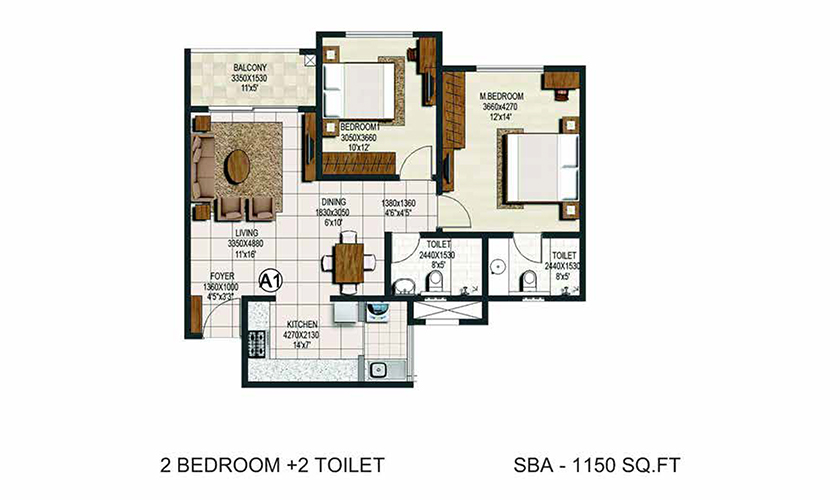 BALCONY
3350X1530
11'x5'
BEDROOM1
3050X3660
10'x12'
M.BEDROOM
3660x4270
12'x14'
DINING
1830x3050
6'x10'
1380x1360
4'6"x4'5"
LIVING
3350X4880
11'x16'
TOILET
2440X1530
8'x5'
TOILET
2440X1530
8'x5'
FOYER
1360X1000
4'5"x3'3"
A1
KITCHEN
4270X2130
14'x7'
2 BEDROOM +2 TOILET
SBA - 1150 SQ.FT